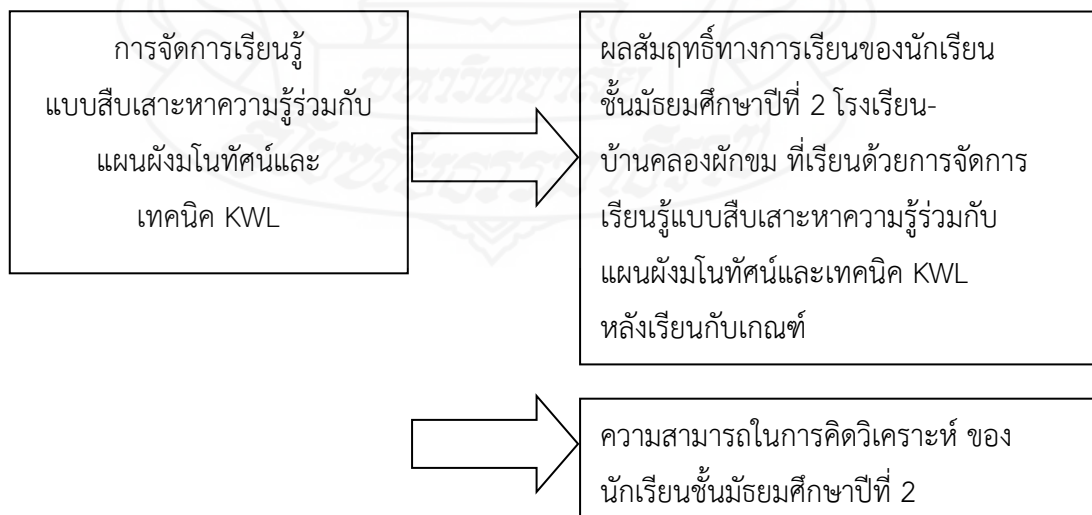 การจัดการเรียนรู้
แบบสืบเสาะหาความรู้ร่วมกับ
แผนผังมโนทัศน์และ
เทคนิค KWL
ผลสัมฤทธิ์ทางการเรียนของนักเรียน
ชั้นมัธยมศึกษาปีที่ 2 โรงเรียน-
บ้านคลองผักขม ที่เรียนด้วยการจัดการ
เรียนรู้แบบสืบเสาะหาความรู้ร่วมกับ
แผนผังมโนทัศน์และเทคนิค KWL
หลังเรียนกับเกณฑ์
ความสามารถในการคิดวิเคราะห์ ของ
นักเรียนชั้นมัธยมศึกษาปีที่ 2